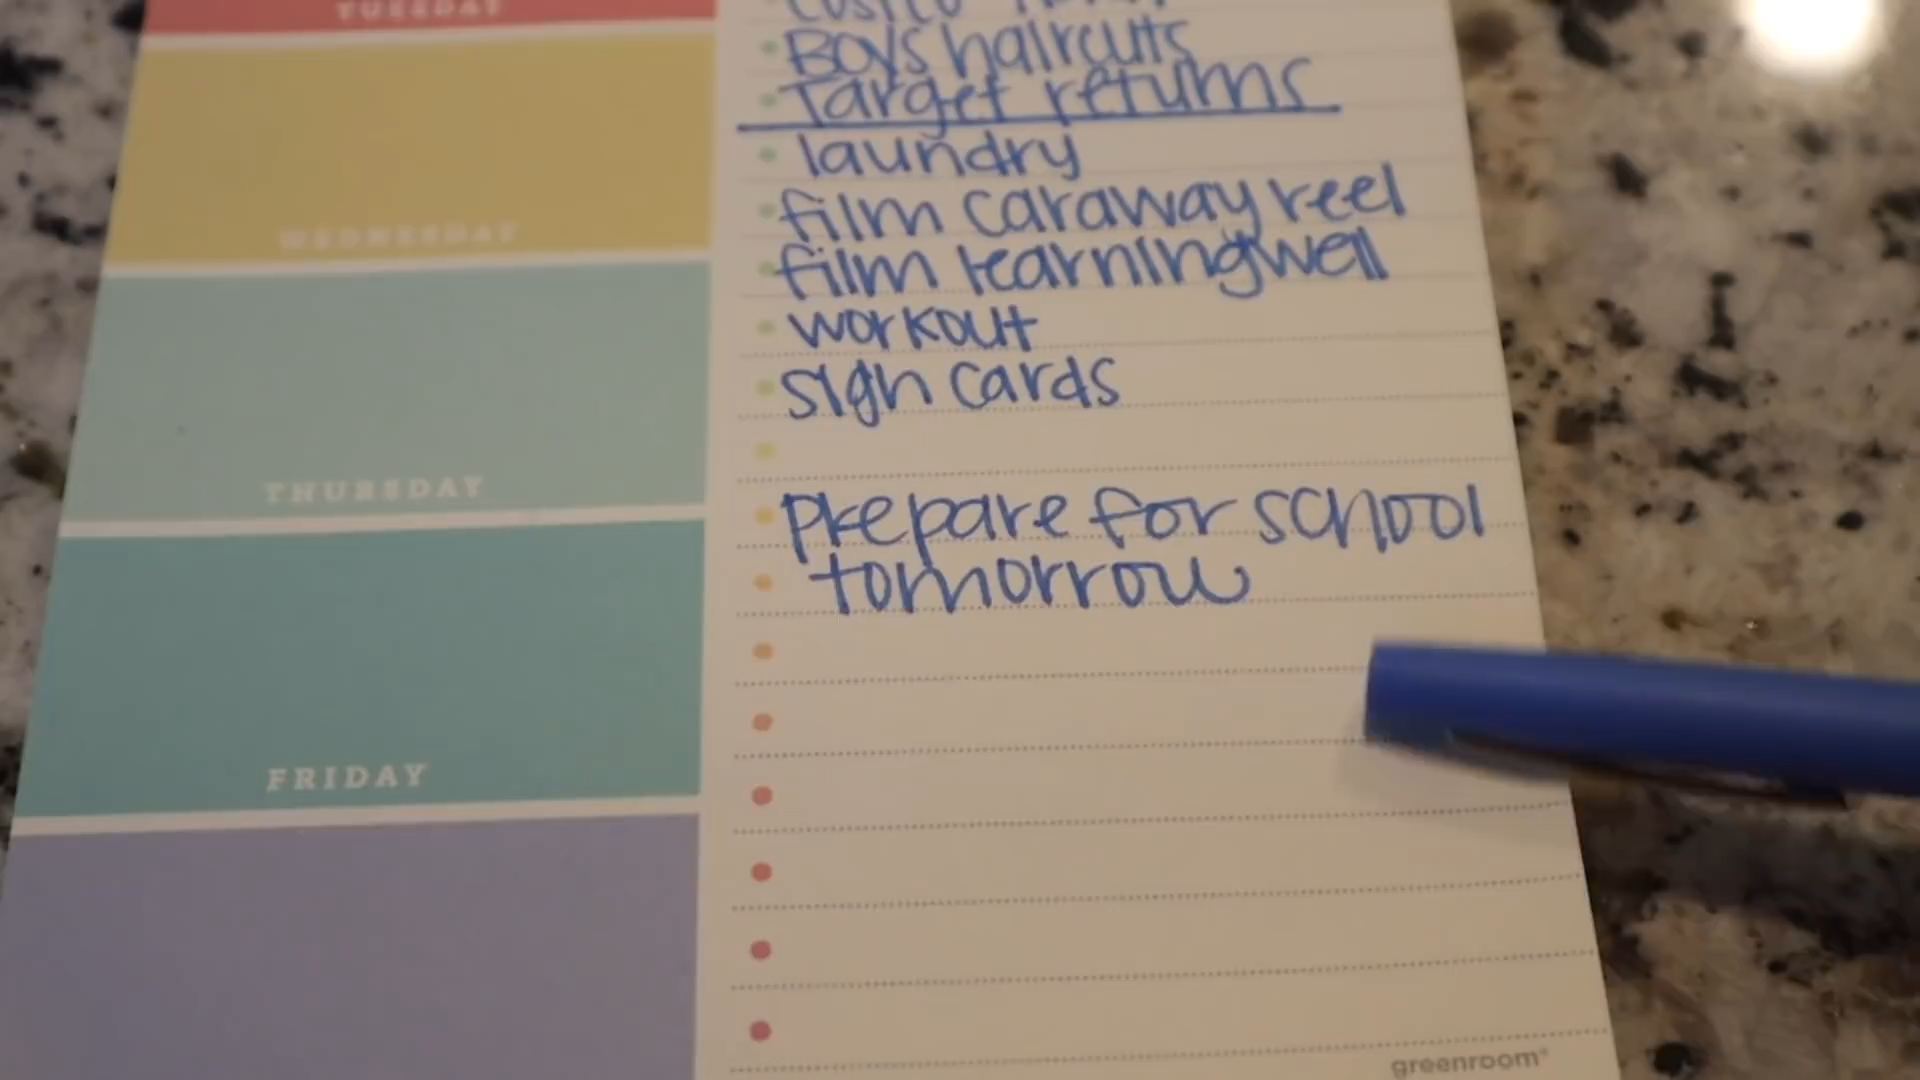 TUESDAY
WEDNESDAY
THURSDAY
FRIDAY
Costco
Boys haircuts
Target returns
laundry
film caraway reel
film learningwell
workout
sign cards
prepare for school
tomorrow
greenroom®